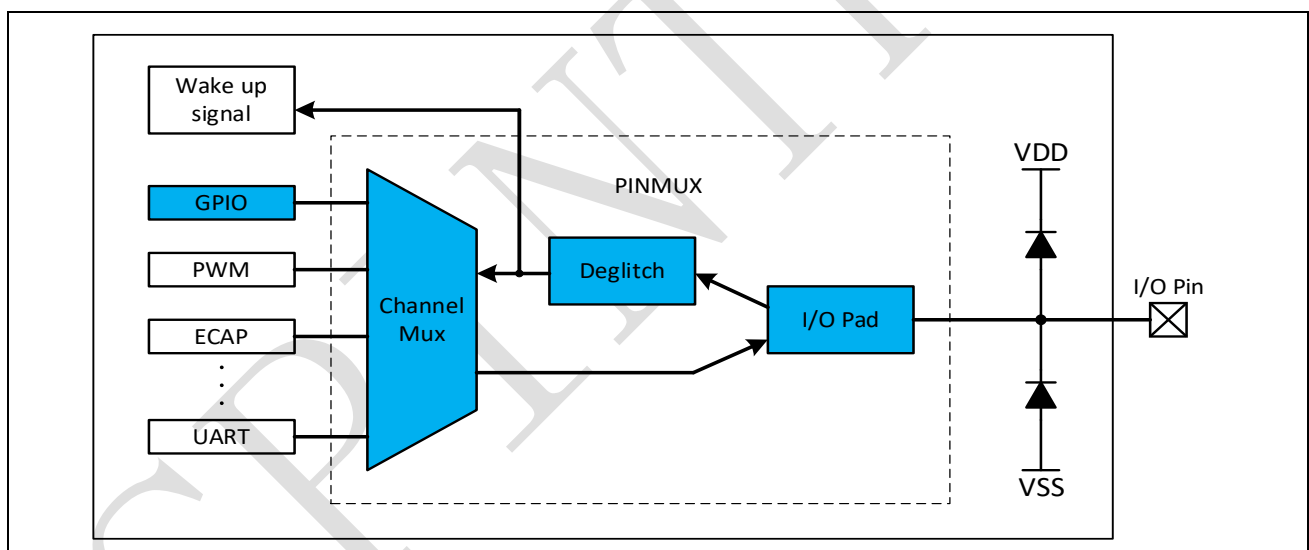 Wake up
signal
GPIO
PWM
ECAP
UART
Channel
Mux
PINMUX
Deglitch
I/O Pad
VDD
VSS
I/O Pin